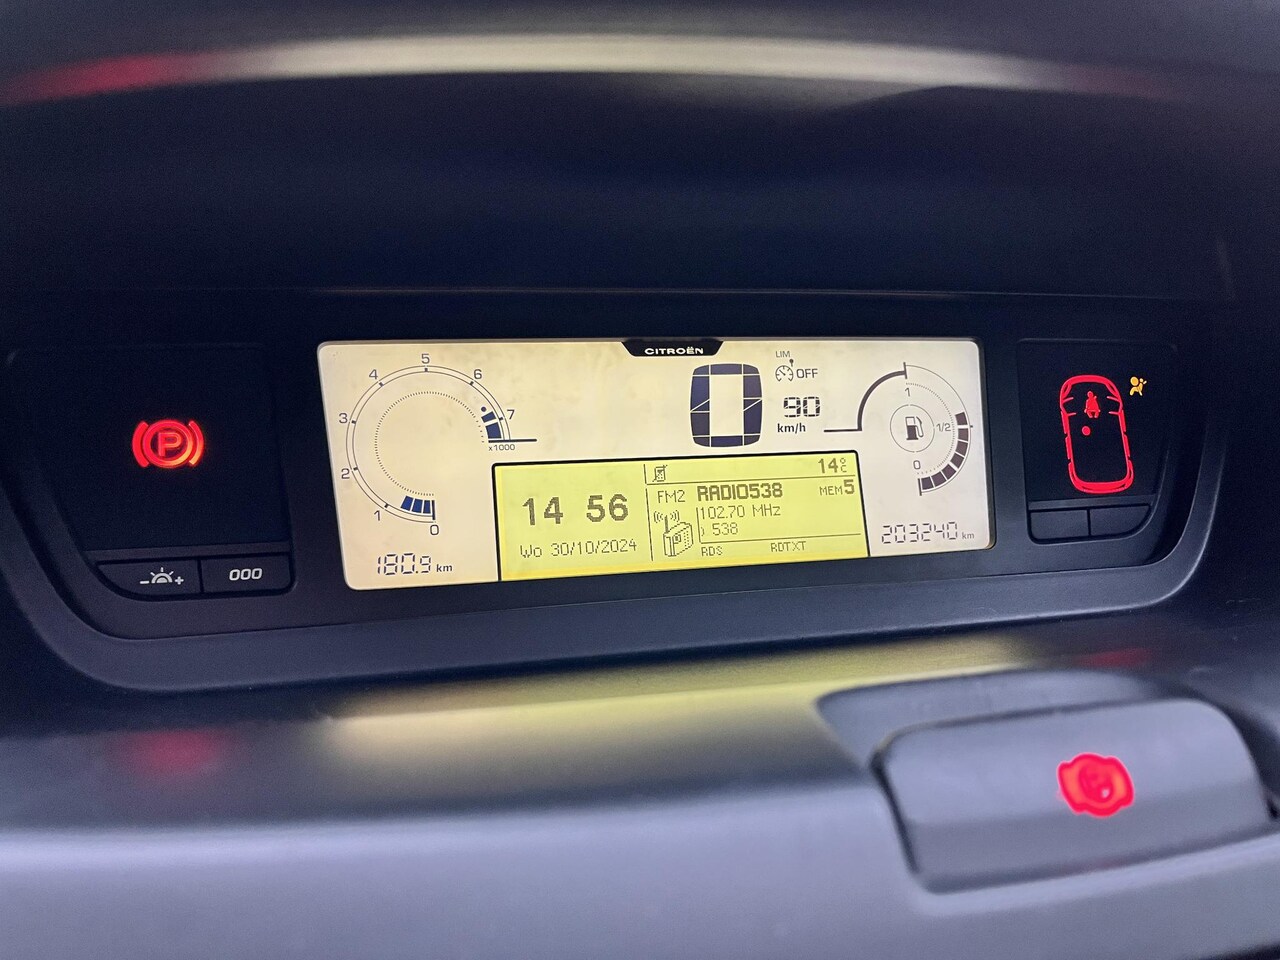 CITROËN
1 2 3 4 5 6 7
x1000
0
180.9 km
0
LIM
OFF
90
km/h
1
1/2
0
203240 km
14 56
Wo 30/10/2024
14°C
FM2 RADIO538 MEM5
102.70 MHz
) 538
RDS RDTXT
P
- +
000